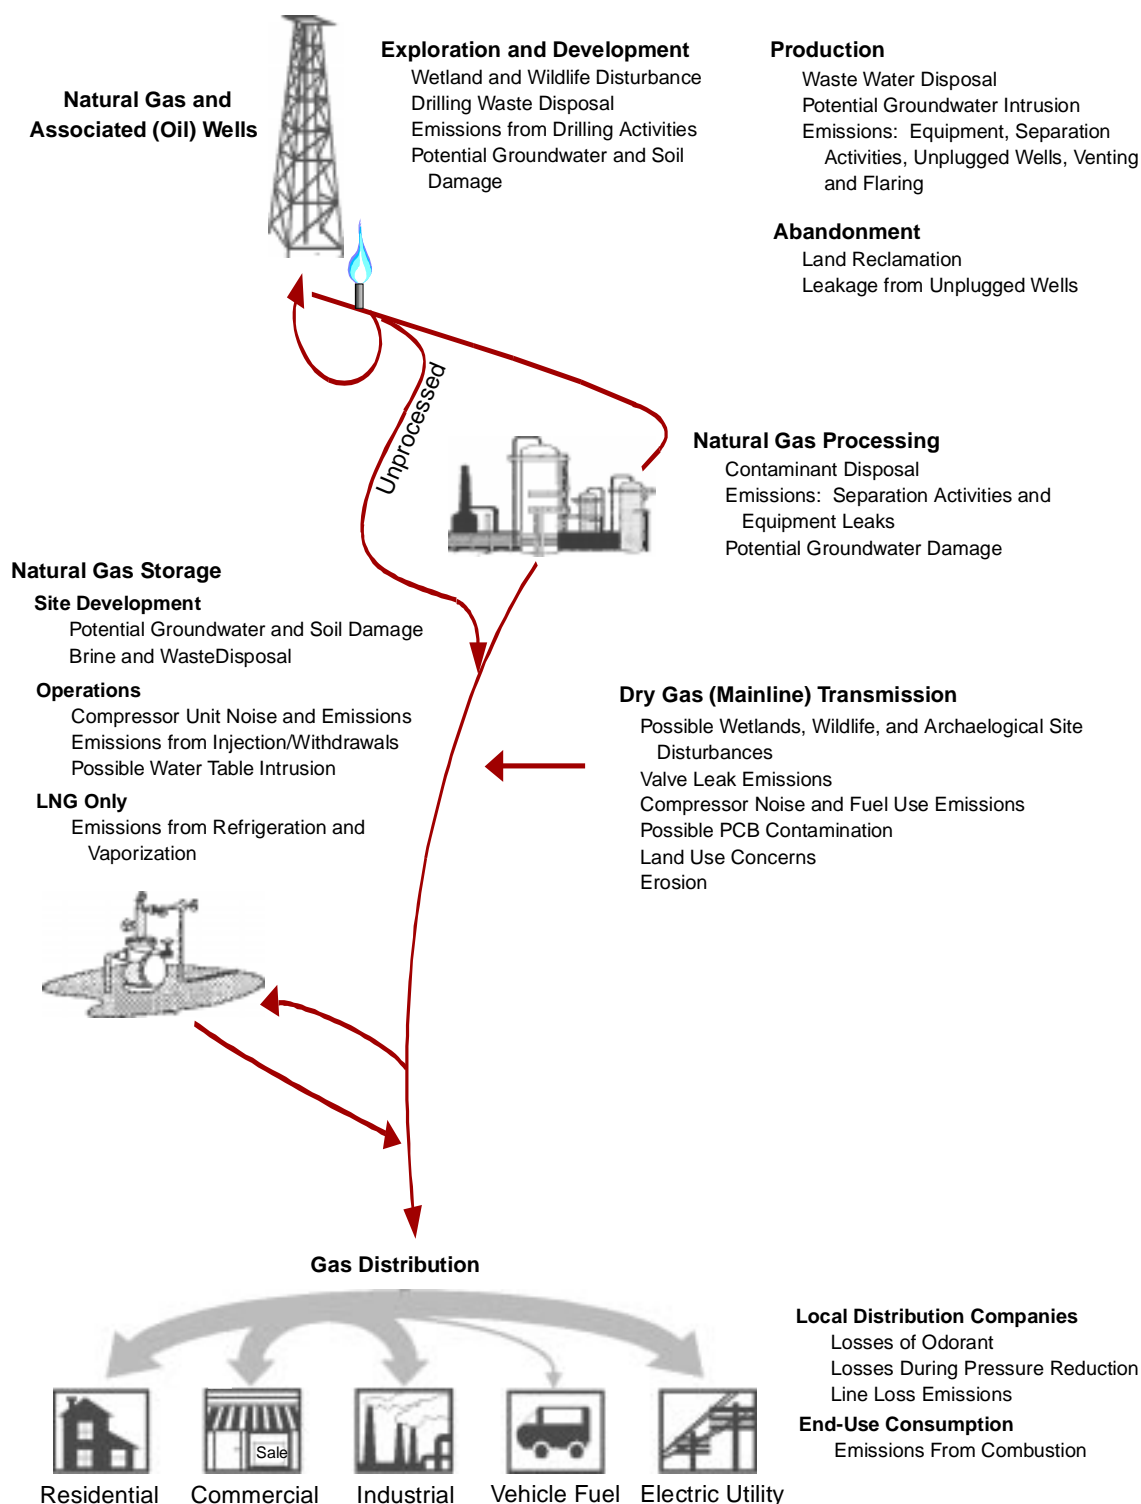 Natural Gas and
Associated (Oil) Wells
Exploration and Development
Wetland and Wildlife Disturbance
Drilling Waste Disposal
Emissions from Drilling Activities
Potential Groundwater and Soil
Damage
Production
Waste Water Disposal
Potential Groundwater Intrusion
Emissions: Equipment, Separation
Activities, Unplugged Wells, Venting
and Flaring
Abandonment
Land Reclamation
Leakage from Unplugged Wells
Unprocessed
Natural Gas Processing
Contaminant Disposal
Emissions: Separation Activities and
Equipment Leaks
Potential Groundwater Damage
Natural Gas Storage
Site Development
Potential Groundwater and Soil Damage
Brine and WasteDisposal
Operations
Compressor Unit Noise and Emissions
Emissions from Injection/Withdrawals
Possible Water Table Intrusion
LNG Only
Emissions from Refrigeration and
Vaporization
Dry Gas (Mainline) Transmission
Possible Wetlands, Wildlife, and Archaelogical Site
Disturbances
Valve Leak Emissions
Compressor Noise and Fuel Use Emissions
Possible PCB Contamination
Land Use Concerns
Erosion
Gas Distribution
Local Distribution Companies
Losses of Odorant
Losses During Pressure Reduction
Line Loss Emissions
End-Use Consumption
Emissions From Combustion
Sale
Residential
Commercial
Industrial
Vehicle Fuel
Electric Utility